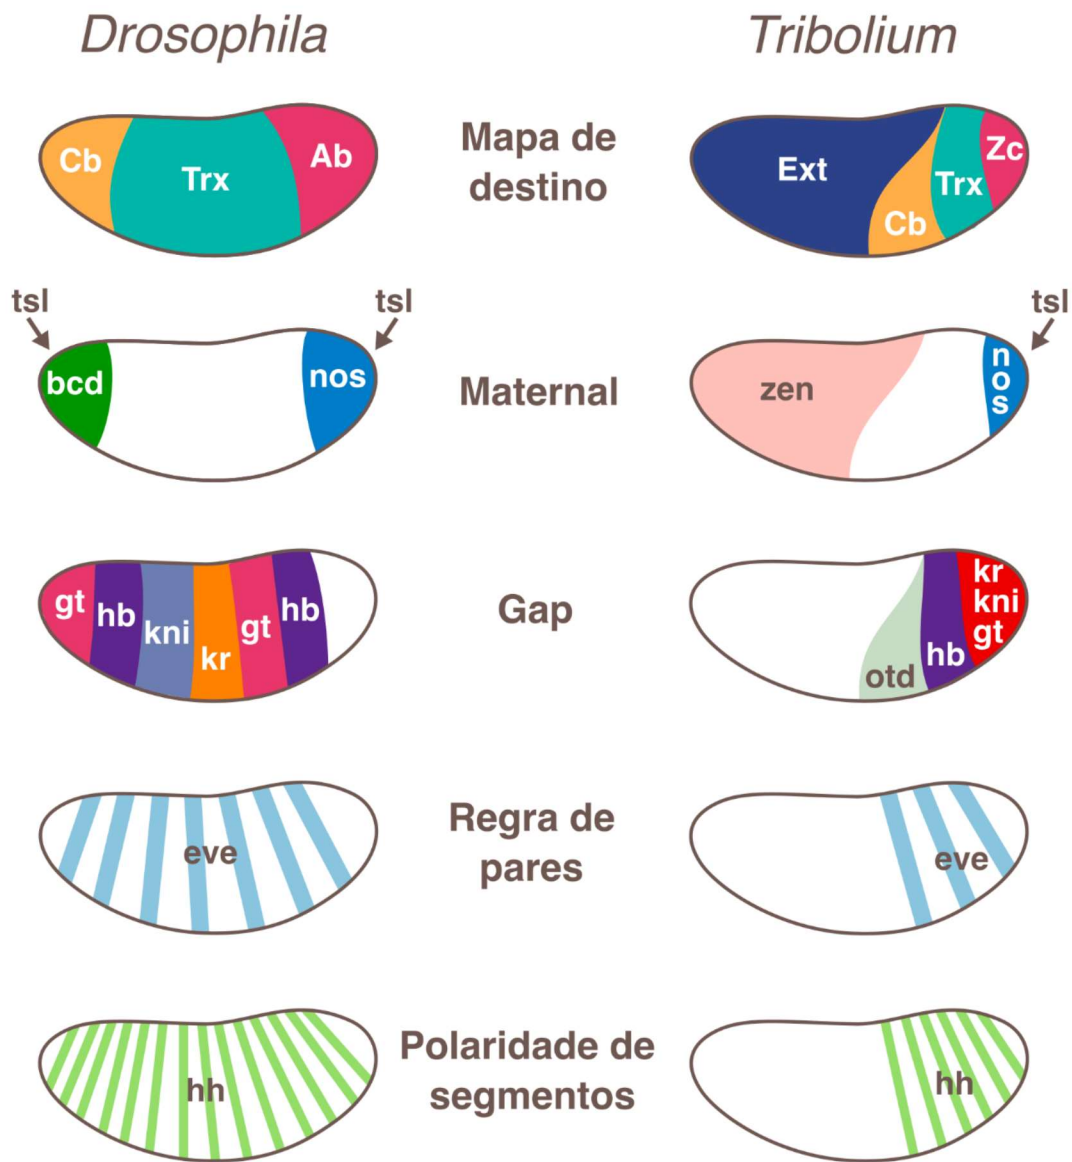 Drosophila
Tribolium
Cb
Trx
Ab
Mapa de
destino
Ext
Cb
Trx
Zc
tsl
tsl
bcd
nos
Maternal
tsl
zen
n
o
s
gt
hb
kni
kr
gt
hb
Gap
otd
hb
kr
kni
gt
eve
Regra de
pares
eve
hh
Polaridade de
segmentos
hh